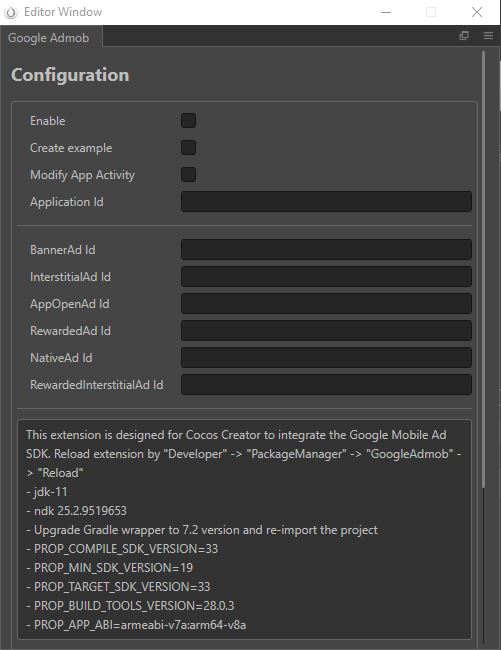 Editor Window
Google Admob
Configuration
Enable
Create example
Modify App Activity
Application Id
BannerAd Id
InterstitialAd Id
AppOpenAd Id
RewardedAd Id
NativeAd Id
RewardedInterstitialAd Id
This extension is designed for Cocos Creator to integrate the Google Mobile Ad
SDK. Reload extension by "Developer" -> "PackageManager" -> "GoogleAdmob" -
> "Reload"
- jdk-11
- ndk 25.2.9519653
- Upgrade Gradle wrapper to 7.2 version and re-import the project
- PROP_COMPILE_SDK_VERSION=33
- PROP_MIN_SDK_VERSION=19
- PROP_TARGET_SDK_VERSION=33
- PROP_BUILD_TOOLS_VERSION=28.0.3
- PROP_APP_ABI=armeabi-v7a:arm64-v8a